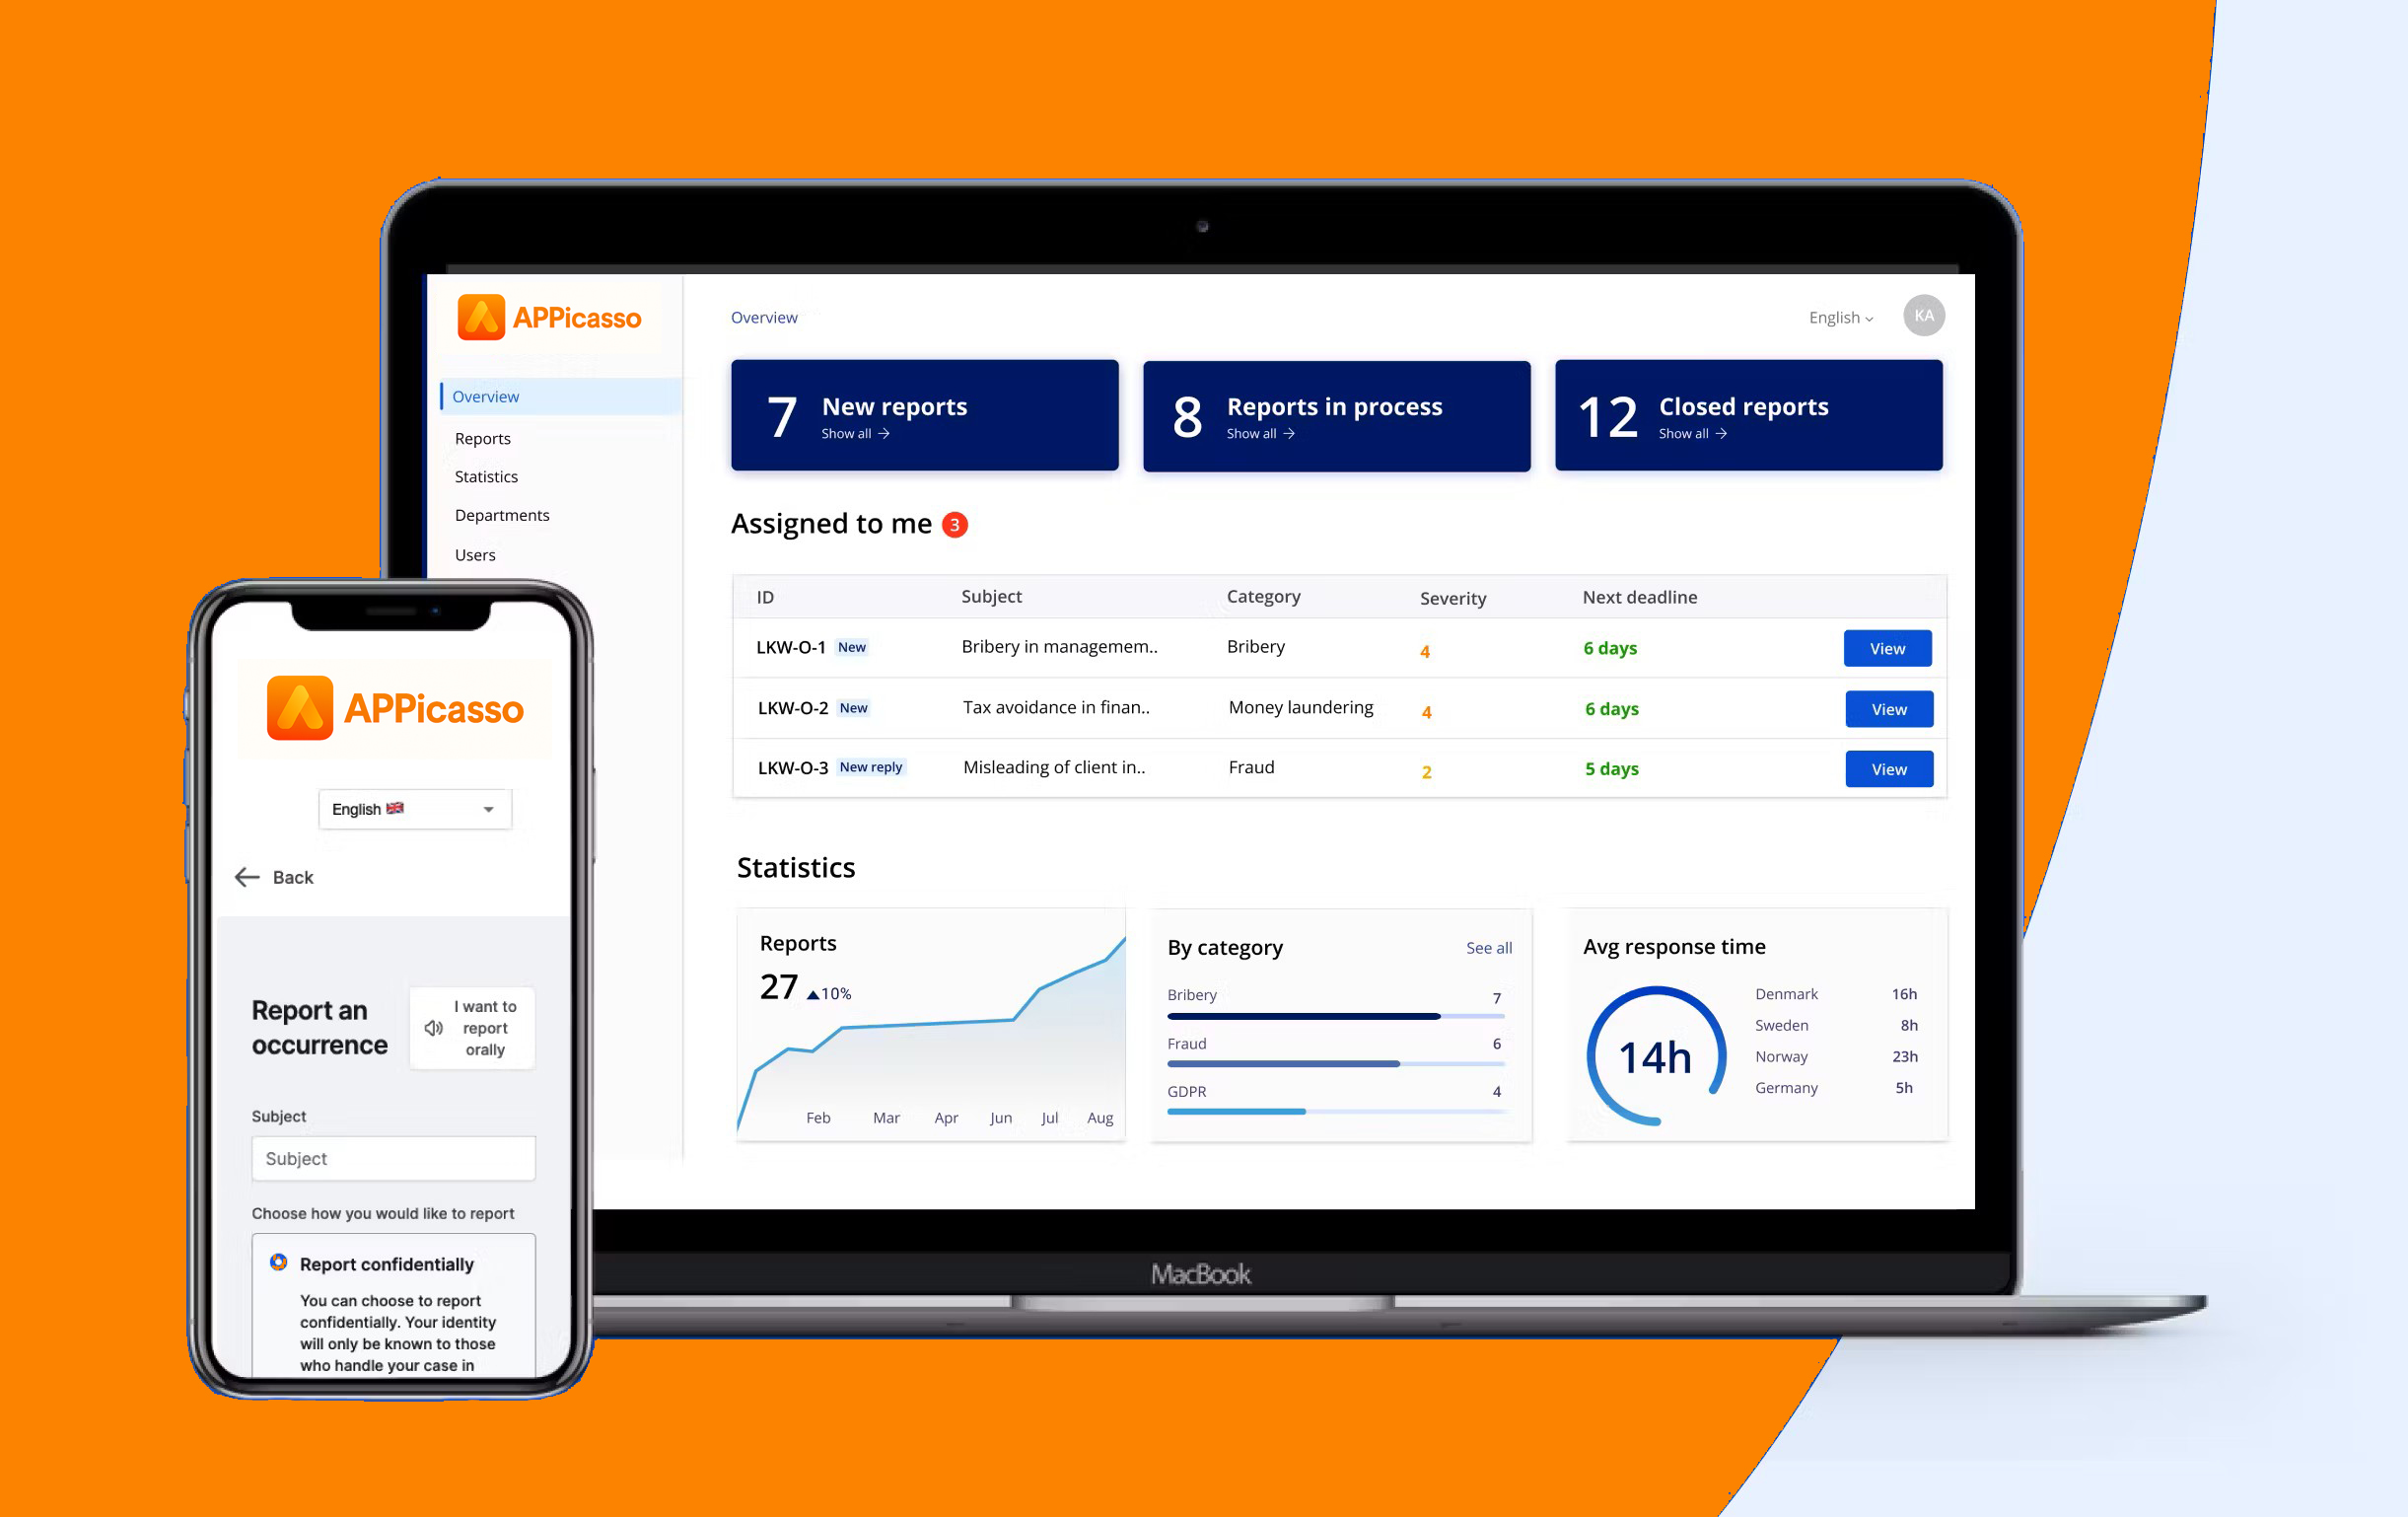 APPicasso
Overview
Reports
Statistics
Departments
Users
Overview
English
KA
7 New reports
Show all →
8 Reports in process
Show all →
12 Closed reports
Show all →
Assigned to me 3
ID Subject Category Severity Next deadline
LKW-O-1 New Bribery in managemem.. Bribery 4 6 days View
LKW-O-2 New Tax avoidance in finan.. Money laundering 4 6 days View
LKW-O-3 New reply Misleading of client in.. Fraud 2 5 days View
Statistics
Reports
27 ▲10%
Feb Mar Apr Jun Jul Aug
By category See all
Bribery 7
Fraud 6
GDPR 4
Avg response time
14h
Denmark 16h
Sweden 8h
Norway 23h
Germany 5h
MacBook
APPicasso
English
← Back
Report an
occurrence
I want to
report
orally
Subject
Subject
Choose how you would like to report
Report confidentially
You can choose to report
confidentially. Your identity
will only be known to those
who handle your case in